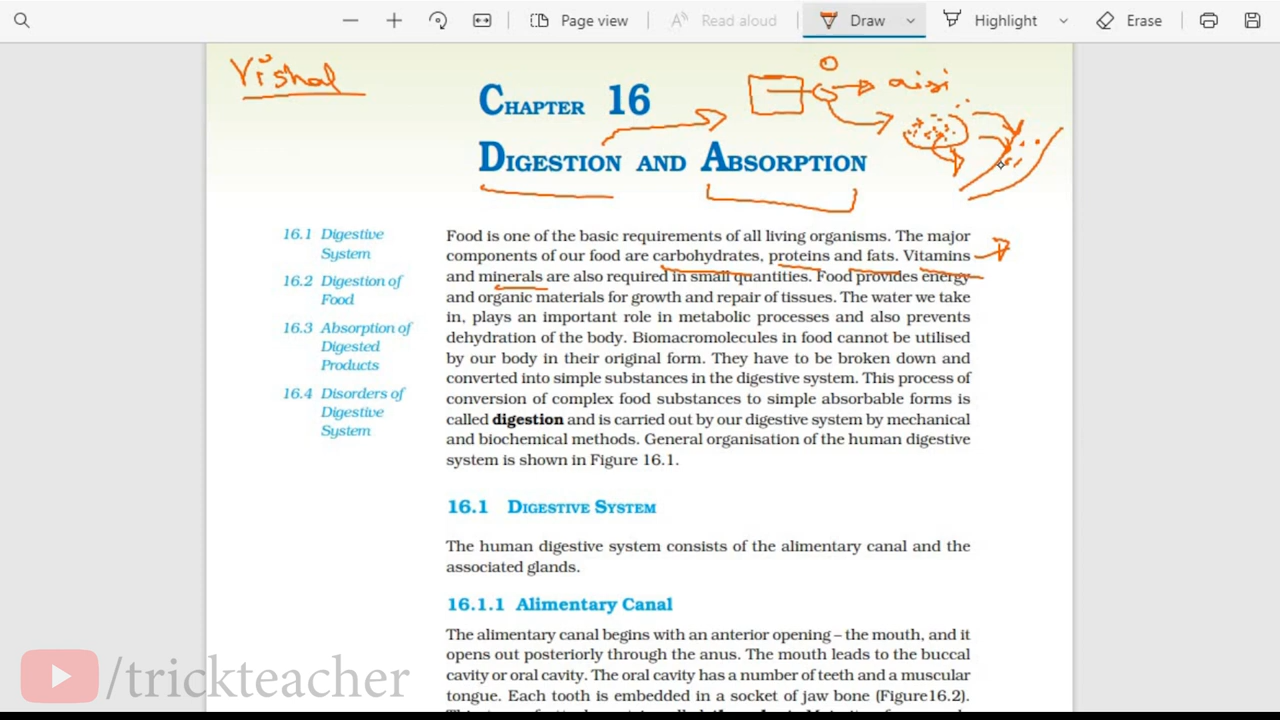 Page view
Read aloud
Draw
Highlight
Erase
Vishal
CHAPTER 16
DIGESTION AND ABSORPTION
16.1 Digestive
System
16.2 Digestion of
Food
16.3 Absorption of
Digested
Products
16.4 Disorders of
Digestive
System
Food is one of the basic requirements of all living organisms. The major
components of our food are carbohydrates, proteins and fats. Vitamins
and minerals are also required in small quantities. Food provides energy
and organic materials for growth and repair of tissues. The water we take
in, plays an important role in metabolic processes and also prevents
dehydration of the body. Biomacromolecules in food cannot be utilised
by our body in their original form. They have to be broken down and
converted into simple substances in the digestive system. This process of
conversion of complex food substances to simple absorbable forms is
called digestion and is carried out by our digestive system by mechanical
and biochemical methods. General organisation of the human digestive
system is shown in Figure 16.1.
16.1 DIGESTIVE SYSTEM
The human digestive system consists of the alimentary canal and the
associated glands.
16.1.1 Alimentary Canal
The alimentary canal begins with an anterior opening – the mouth, and it
opens out posteriorly through the anus. The mouth leads to the buccal
cavity or oral cavity. The oral cavity has a number of teeth and a muscular
tongue. Each tooth is embedded in a socket of jaw bone (Figure16.2).
/trickteacher